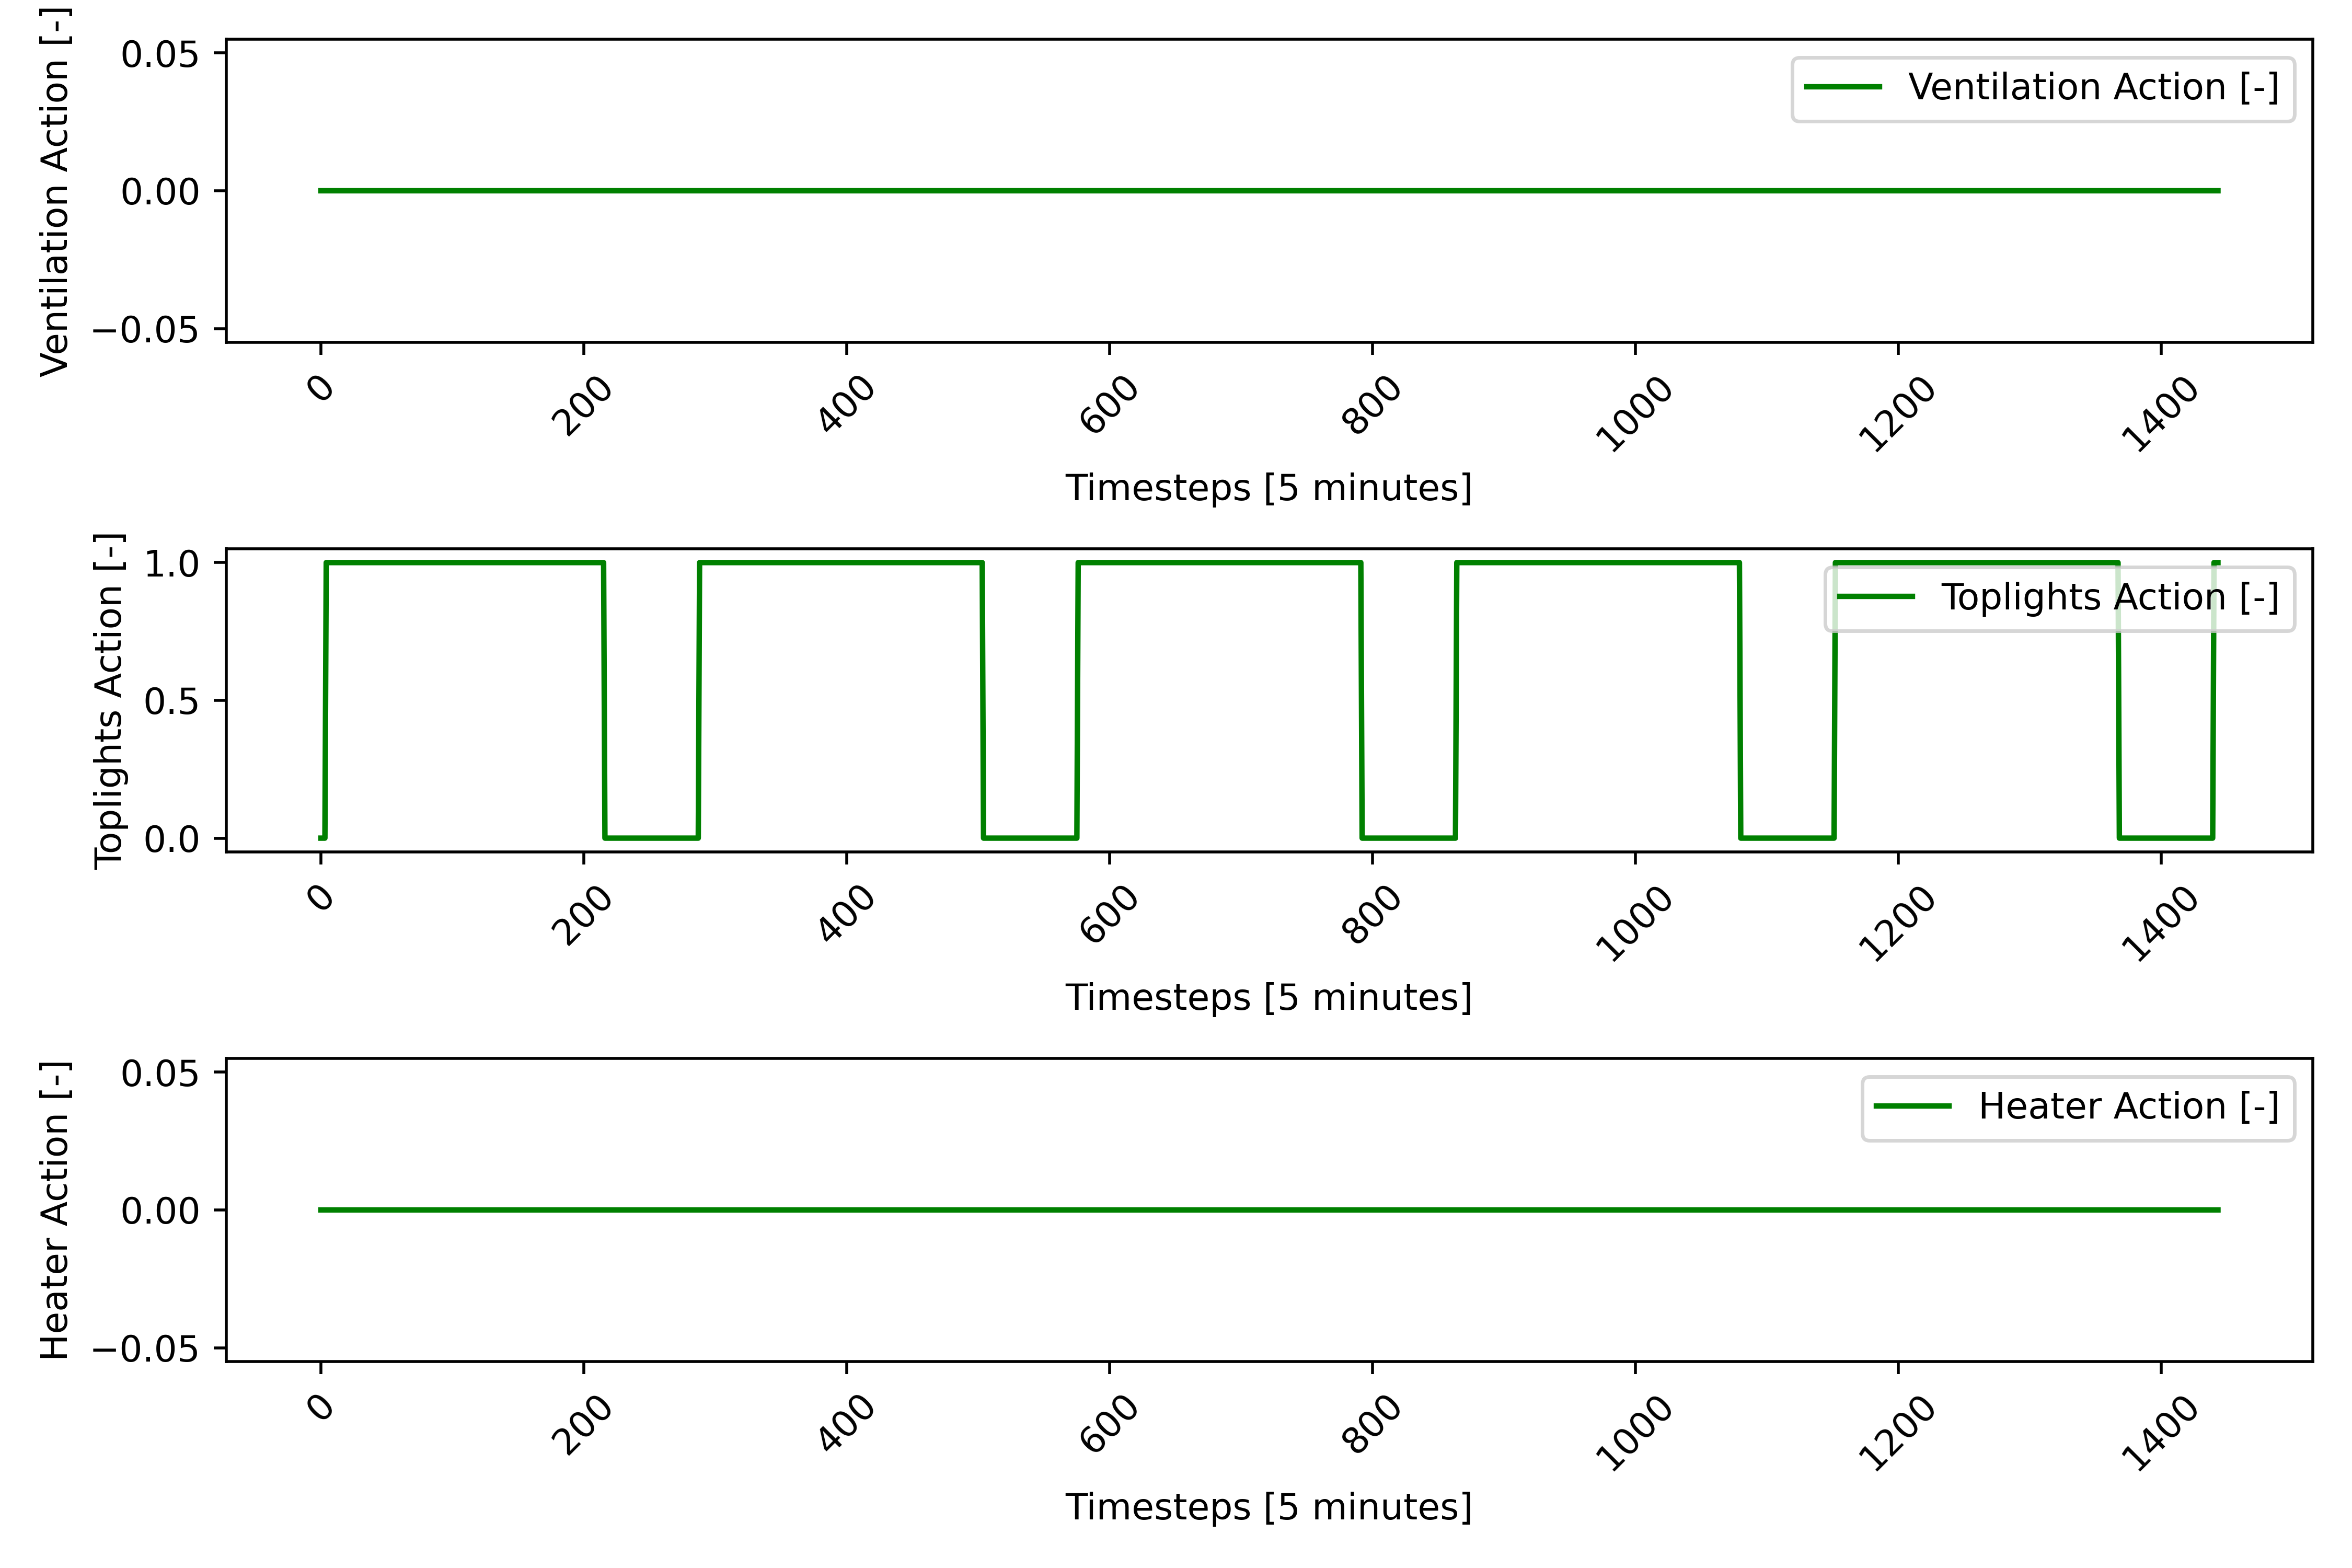 Ventilation Action [-]
0.05
0.00
−0.05
Ventilation Action [-]
0 200 400 600 800 1000 1200 1400
Timesteps [5 minutes]
Toplights Action [-]
1.0
0.5
0.0
Toplights Action [-]
0 200 400 600 800 1000 1200 1400
Timesteps [5 minutes]
Heater Action [-]
0.05
0.00
−0.05
Heater Action [-]
0 200 400 600 800 1000 1200 1400
Timesteps [5 minutes]